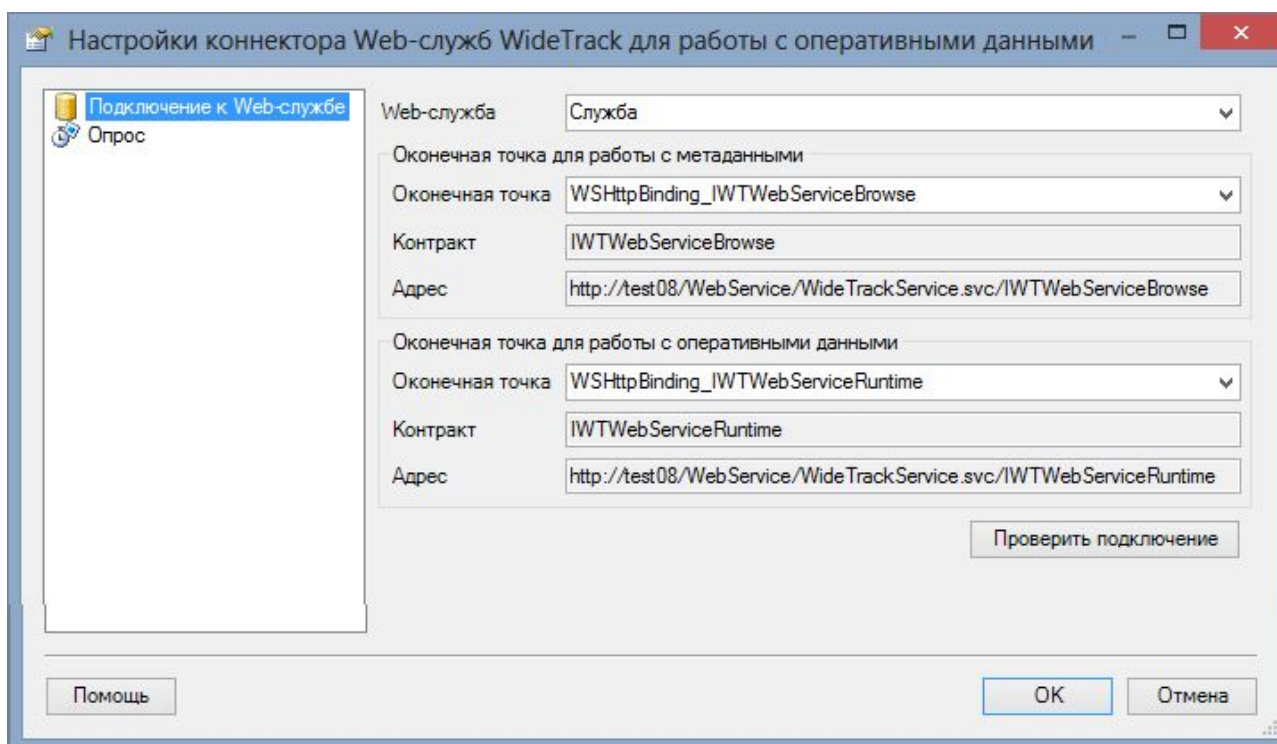 Настройки коннектора Web-служб WideTrack для работы с оперативными данными
Подключение к Web-службе
Опрос
Web-служба Служба
Оконечная точка для работы с метаданными
Оконечная точка WSHttpBinding_IWTWebServiceBrowse
Контракт IWTWebServiceBrowse
Адрес http://test08/WebService/WideTrackService.svc/IWTWebServiceBrowse
Оконечная точка для работы с оперативными данными
Оконечная точка WSHttpBinding_IWTWebServiceRuntime
Контракт IWTWebServiceRuntime
Адрес http://test08/WebService/WideTrackService.svc/IWTWebServiceRuntime
Проверить подключение
Помощь OK Отмена